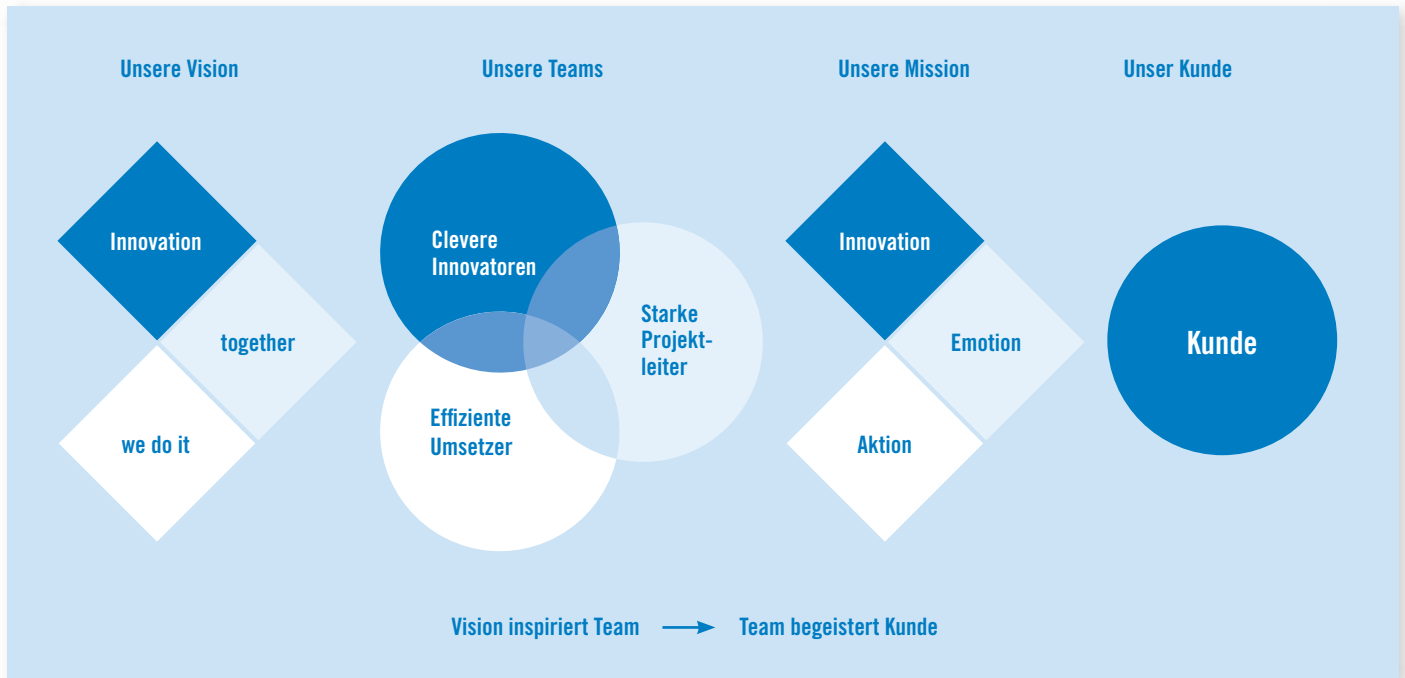 Unsere Vision
Unsere Teams
Unsere Mission
Unser Kunde
Innovation
together
we do it
Clevere
Innovatoren
Starke
Projekt-
leiter
Effiziente
Umsetzer
Innovation
Emotion
Aktion
Kunde
Vision inspiriert Team
Team begeistert Kunde